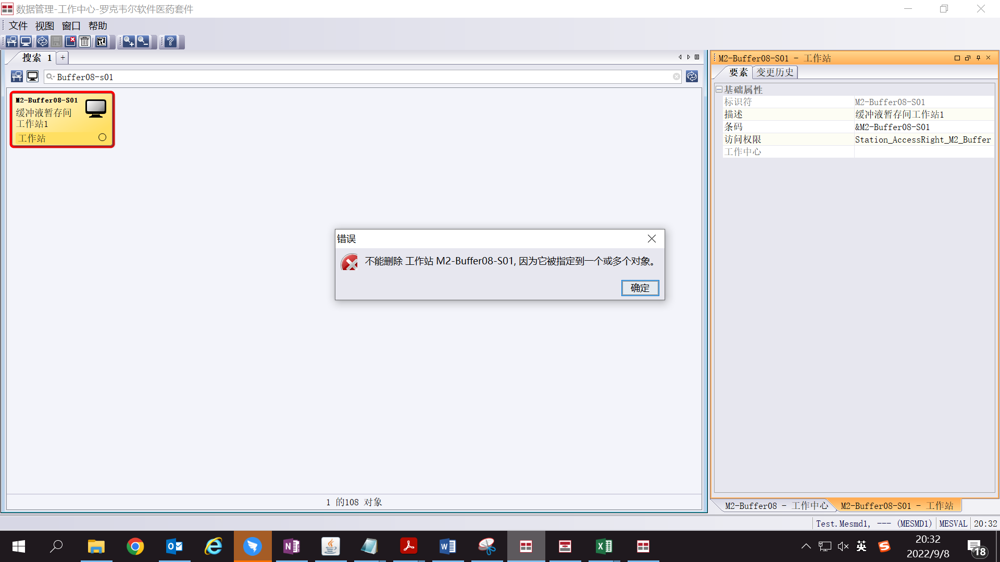 数据管理-工作中心-罗克韦尔软件医药套件
文件 视图 窗口 帮助
搜索 1 +
Buffer08-s01
M2-Buffer08-S01
缓冲液暂存间
工作站1
工作站
1 的108 对象
错误
不能删除 工作站 M2-Buffer08-S01, 因为它被指定到一个或多个对象。
确定
M2-Buffer08-S01 - 工作站
要素 变更历史
基础属性
标识符 M2-Buffer08-S01
描述 缓冲液暂存间工作站1
条码 &M2-Buffer08-S01
访问权限 Station_AccessRight_M2_Buffer
工作中心
M2-Buffer08 - 工作中心 M2-Buffer08-S01 - 工作站
Test.Mesmd1, --- (MESMD1) MESVAL 20:32
英
20:32
2022/9/8
18